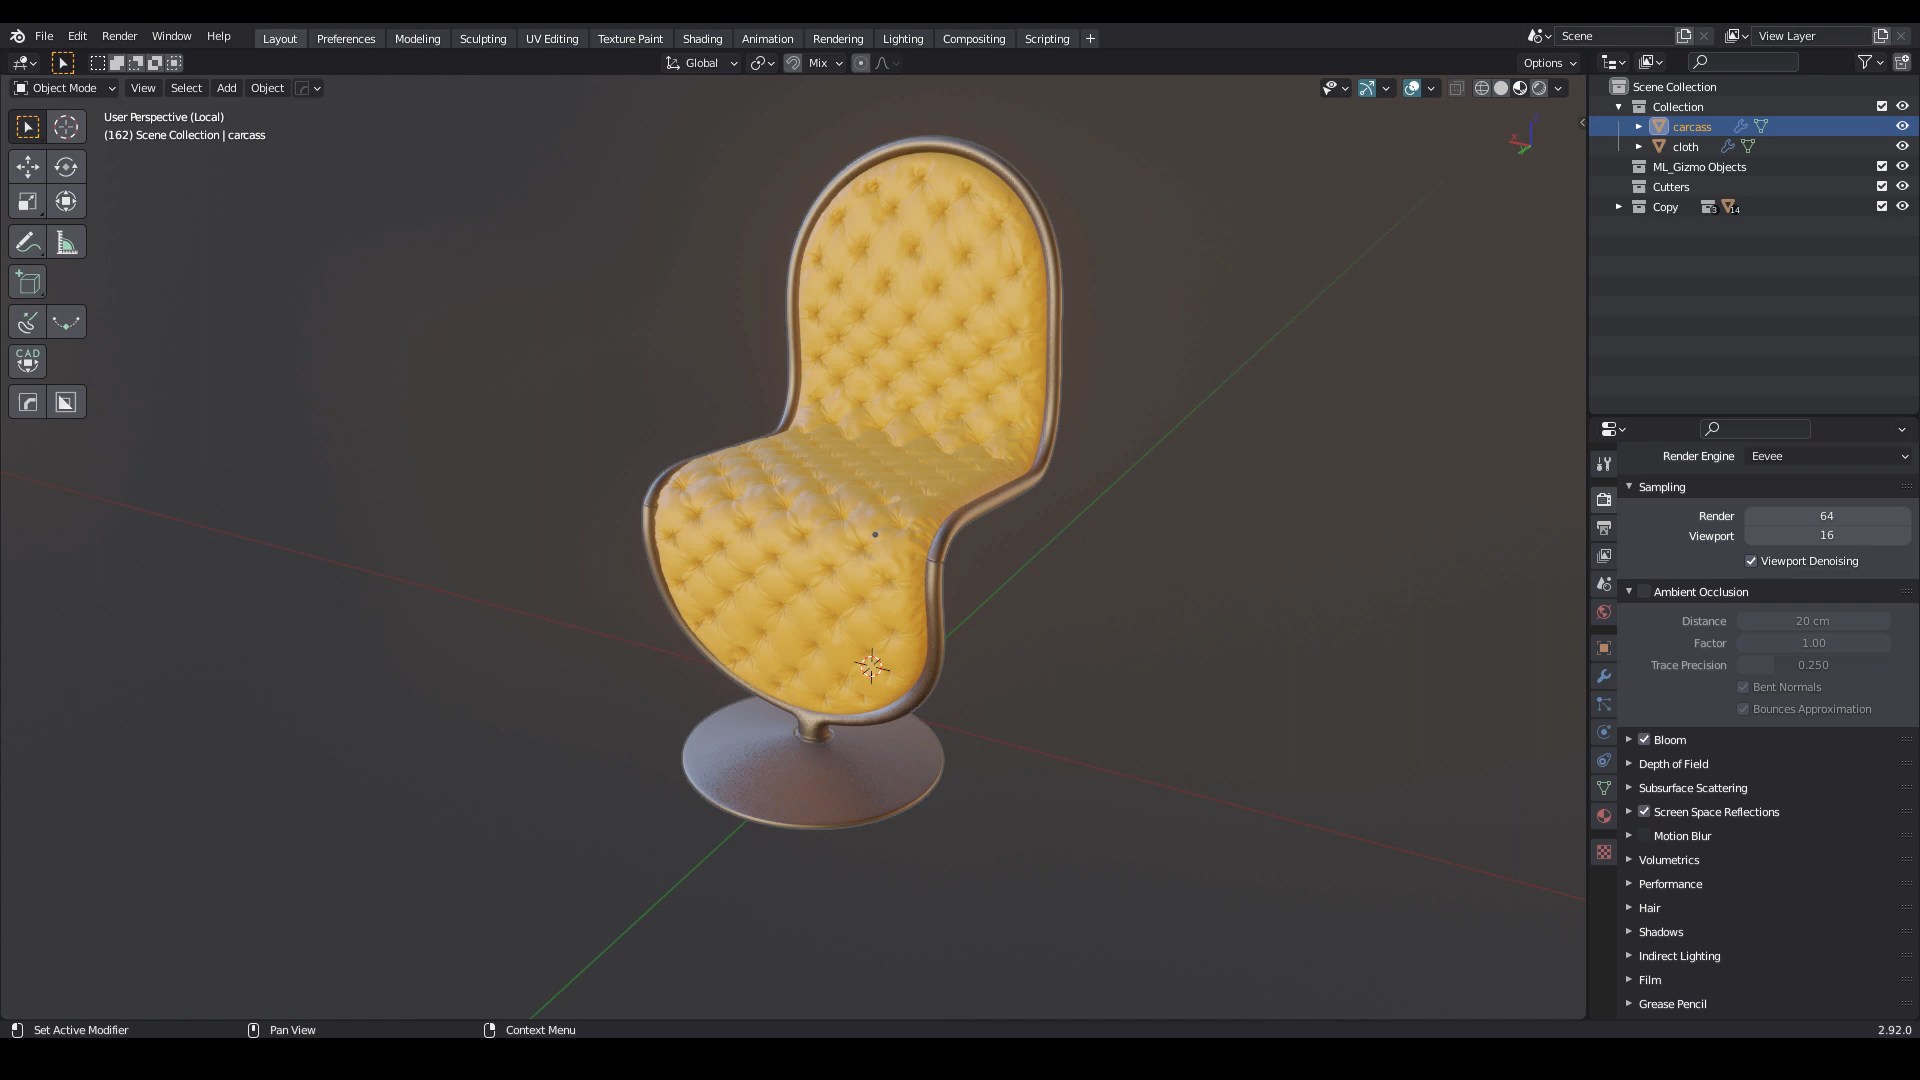 File Edit Render Window Help Layout Preferences Modeling Sculpting UV Editing Texture Paint Shading Animation Rendering Lighting Compositing Scripting + Scene View Layer
Global Mix Options
Object Mode View Select Add Object
User Perspective (Local)
(162) Scene Collection | carcass
CAD
Scene Collection
Collection
carcass
cloth
ML_Gizmo Objects
Cutters
Copy 3 14
Render Engine Eevee
Sampling
Render 64
Viewport 16
Viewport Denoising
Ambient Occlusion
Distance 20 cm
Factor 1.00
Trace Precision 0.250
Bent Normals
Bounces Approximation
Bloom
Depth of Field
Subsurface Scattering
Screen Space Reflections
Motion Blur
Volumetrics
Performance
Hair
Shadows
Indirect Lighting
Film
Grease Pencil
Set Active Modifier Pan View Context Menu 2.92.0